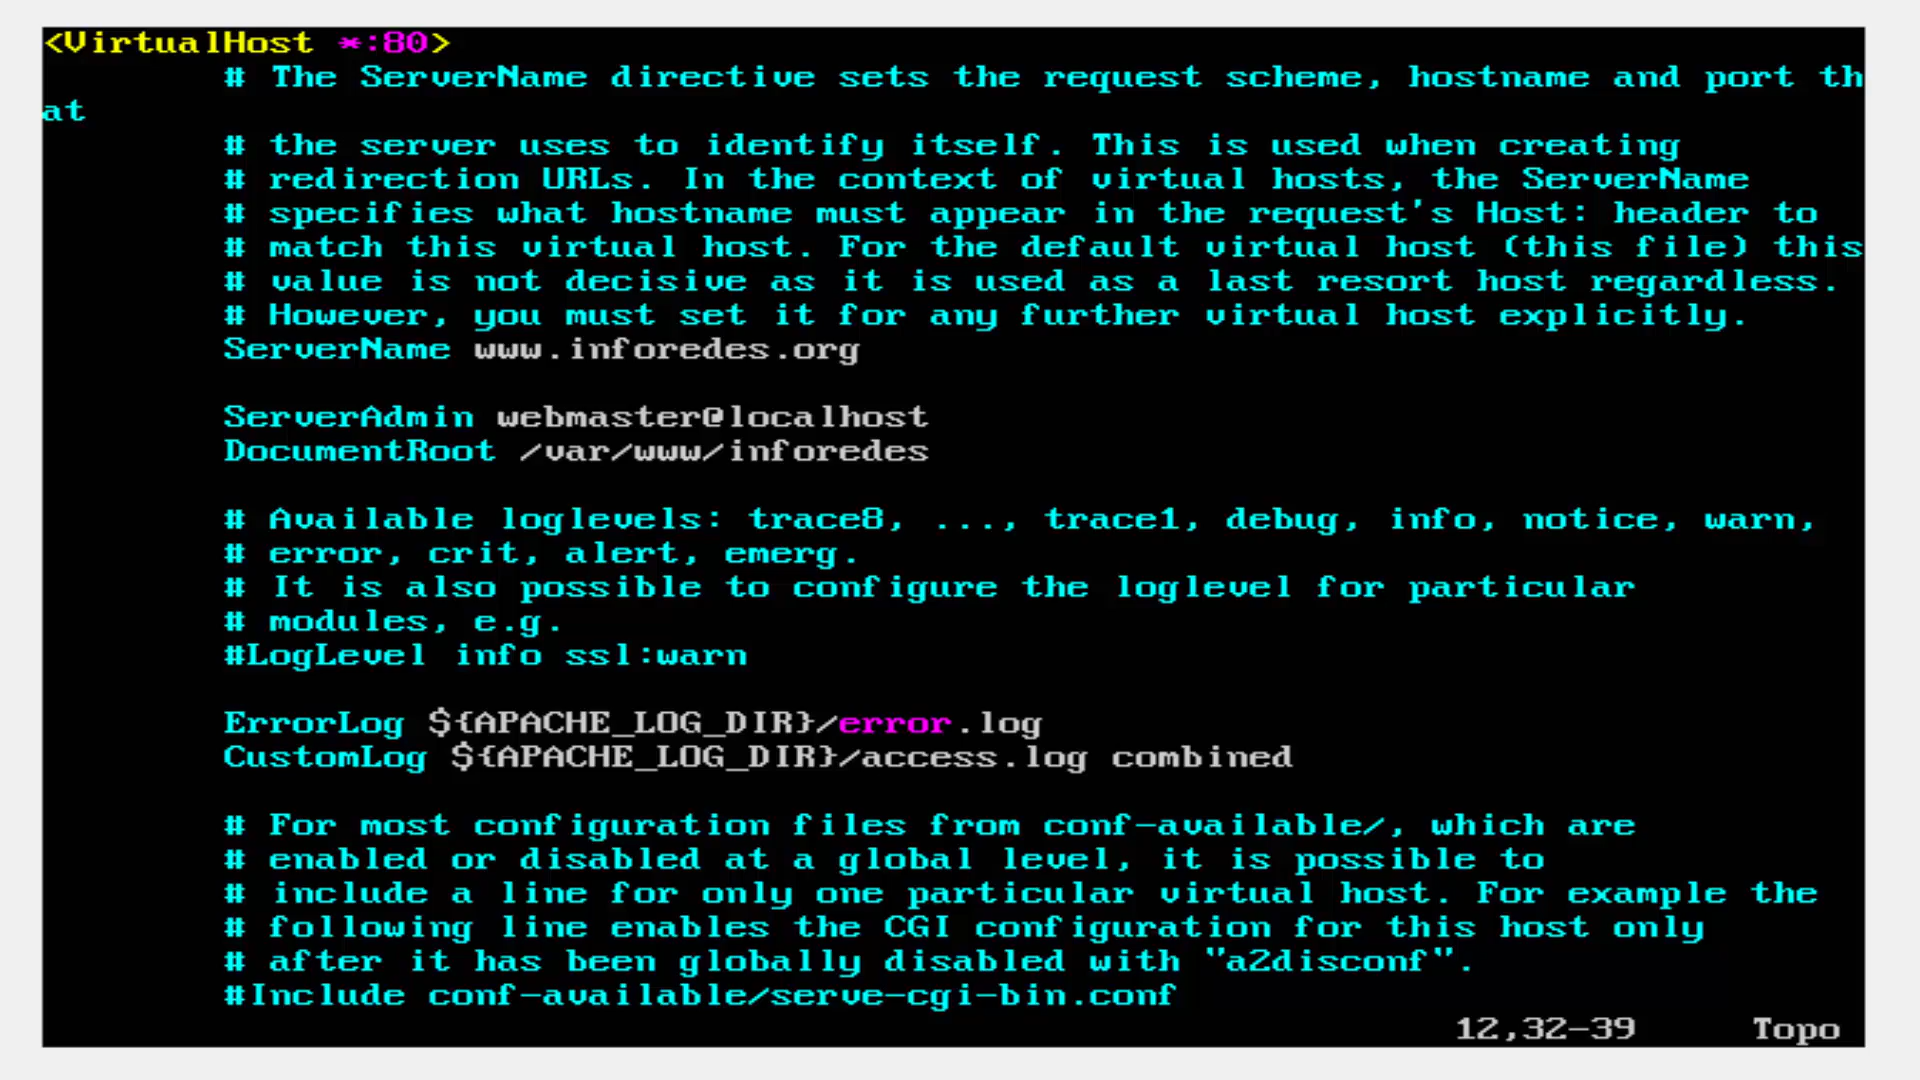 <VirtualHost *:80>
# The ServerName directive sets the request scheme, hostname and port th
at
# the server uses to identify itself. This is used when creating
# redirection URLs. In the context of virtual hosts, the ServerName
# specifies what hostname must appear in the request's Host: header to
# match this virtual host. For the default virtual host (this file) this
# value is not decisive as it is used as a last resort host regardless.
# However, you must set it for any further virtual host explicitly.
ServerName www.inforedes.org
ServerAdmin webmaster@localhost
DocumentRoot /var/www/inforedes
# Available loglevels: trace8, ..., trace1, debug, info, notice, warn,
# error, crit, alert, emerg.
# It is also possible to configure the loglevel for particular
# modules, e.g.
#LogLevel info ssl:warn
ErrorLog ${APACHE_LOG_DIR}/error.log
CustomLog ${APACHE_LOG_DIR}/access.log combined
# For most configuration files from conf-available/, which are
# enabled or disabled at a global level, it is possible to
# include a line for only one particular virtual host. For example the
# following line enables the CGI configuration for this host only
# after it has been globally disabled with "a2disconf".
#Include conf-available/serve-cgi-bin.conf
12,32-39 Topo